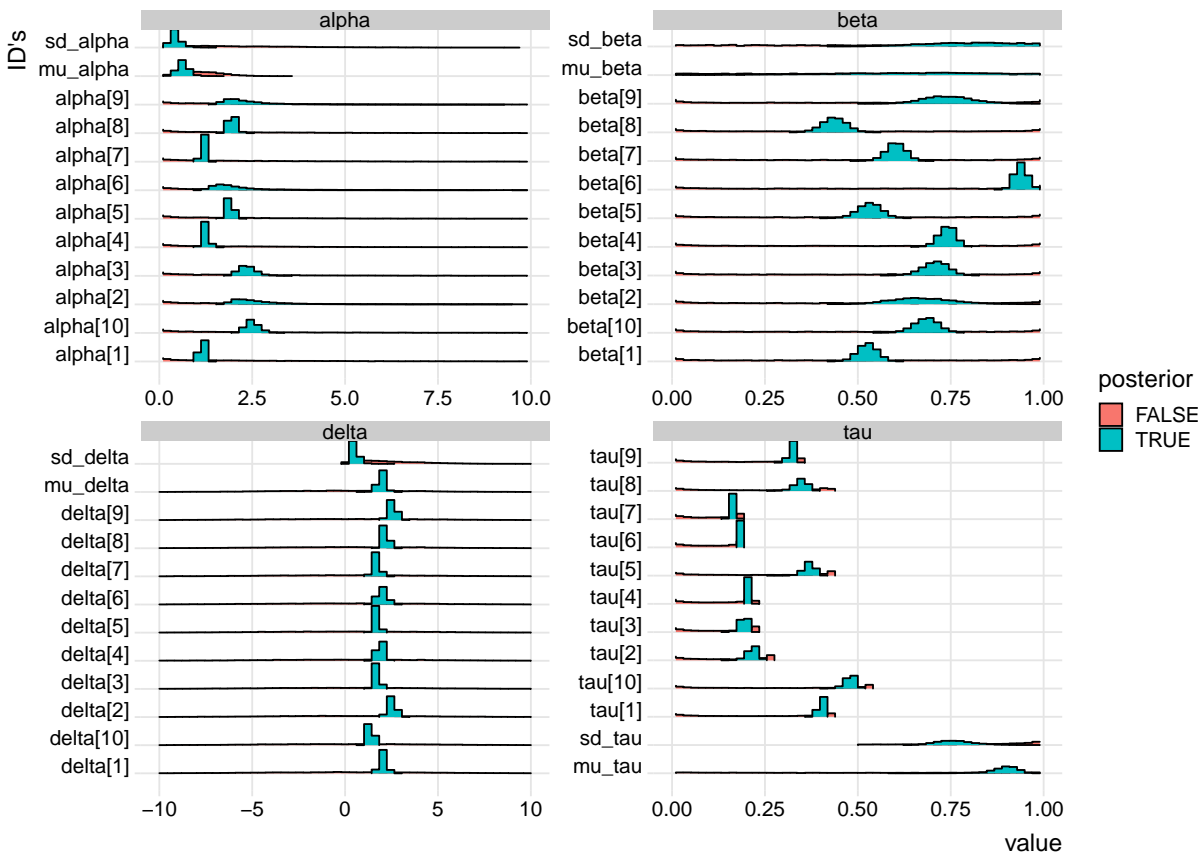 alpha
beta
ID's
sd_alpha
mu_alpha
alpha[9]
alpha[8]
alpha[7]
alpha[6]
alpha[5]
alpha[4]
alpha[3]
alpha[2]
alpha[10]
alpha[1]
0.0 2.5 5.0 7.5 10.0
sd_beta
mu_beta
beta[9]
beta[8]
beta[7]
beta[6]
beta[5]
beta[4]
beta[3]
beta[2]
beta[10]
beta[1]
0.00 0.25 0.50 0.75 1.00
delta
tau
sd_delta
mu_delta
delta[9]
delta[8]
delta[7]
delta[6]
delta[5]
delta[4]
delta[3]
delta[2]
delta[10]
delta[1]
−10 −5 0 5 10
tau[9]
tau[8]
tau[7]
tau[6]
tau[5]
tau[4]
tau[3]
tau[2]
tau[10]
tau[1]
sd_tau
mu_tau
0.00 0.25 0.50 0.75 1.00
value
posterior
FALSE
TRUE